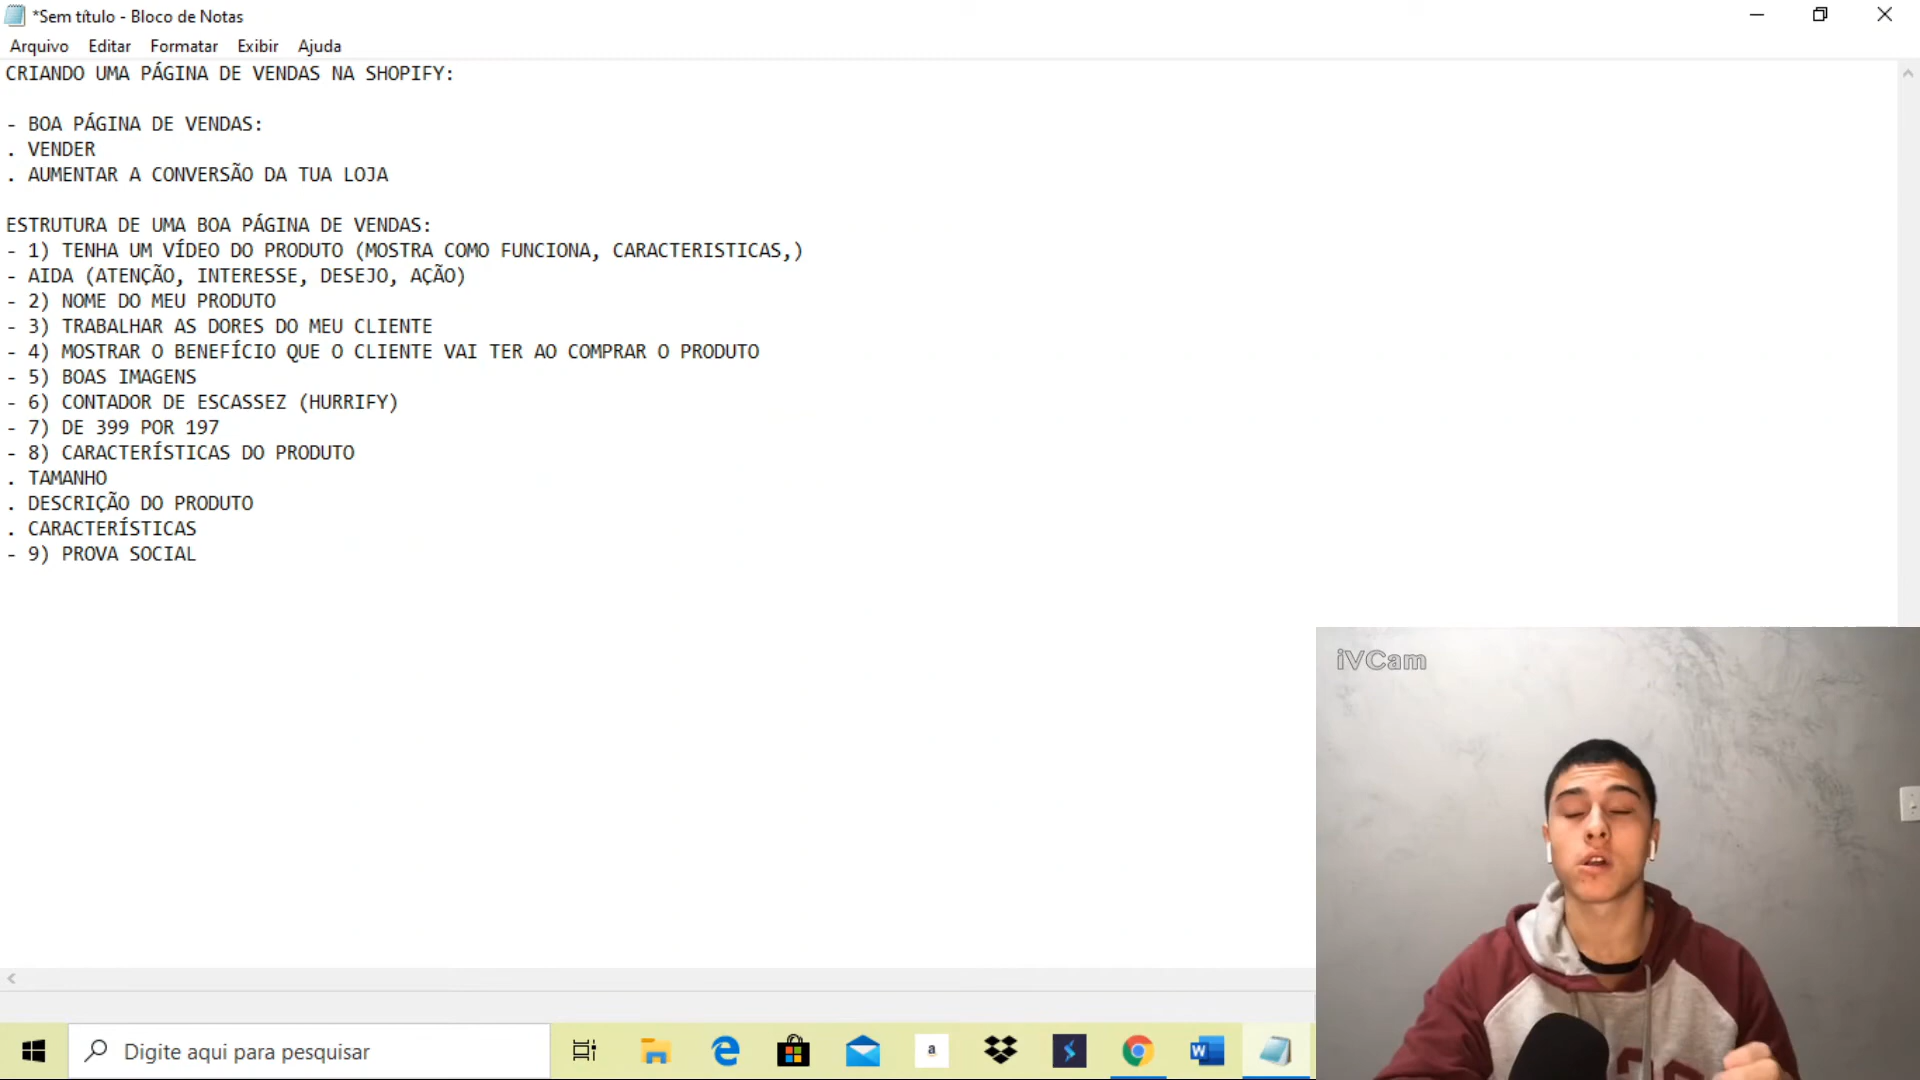 *Sem título - Bloco de Notas
Arquivo Editar Formatar Exibir Ajuda
CRIANDO UMA PÁGINA DE VENDAS NA SHOPIFY:
- BOA PÁGINA DE VENDAS:
. VENDER
. AUMENTAR A CONVERSÃO DA TUA LOJA
ESTRUTURA DE UMA BOA PÁGINA DE VENDAS:
- 1) TENHA UM VÍDEO DO PRODUTO (MOSTRA COMO FUNCIONA, CARACTERISTICAS,)
- AIDA (ATENÇÃO, INTERESSE, DESEJO, AÇÃO)
- 2) NOME DO MEU PRODUTO
- 3) TRABALHAR AS DORES DO MEU CLIENTE
- 4) MOSTRAR O BENEFÍCIO QUE O CLIENTE VAI TER AO COMPRAR O PRODUTO
- 5) BOAS IMAGENS
- 6) CONTADOR DE ESCASSEZ (HURRIFY)
- 7) DE 399 POR 197
- 8) CARACTERÍSTICAS DO PRODUTO
. TAMANHO
. DESCRIÇÃO DO PRODUTO
. CARACTERÍSTICAS
- 9) PROVA SOCIAL
iVCam
Digite aqui para pesquisar
a
W